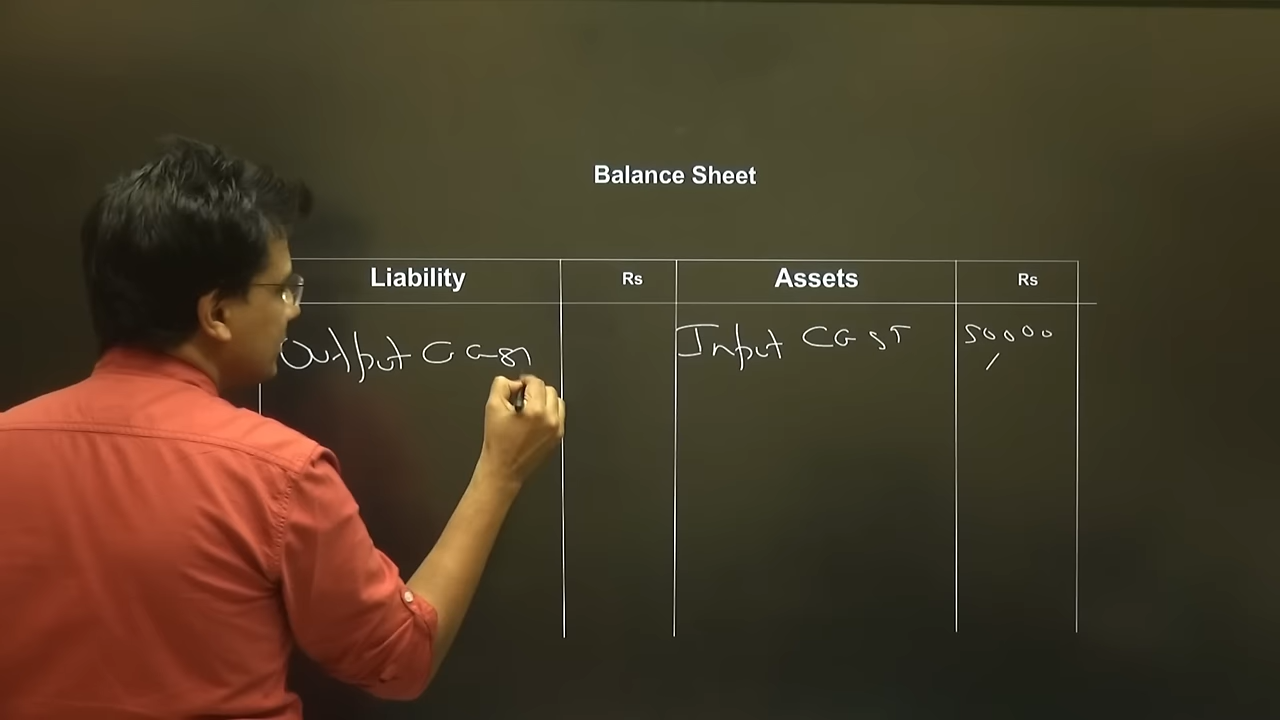 Balance Sheet
Liability Rs Assets Rs
Output CGST Input CGST 50000